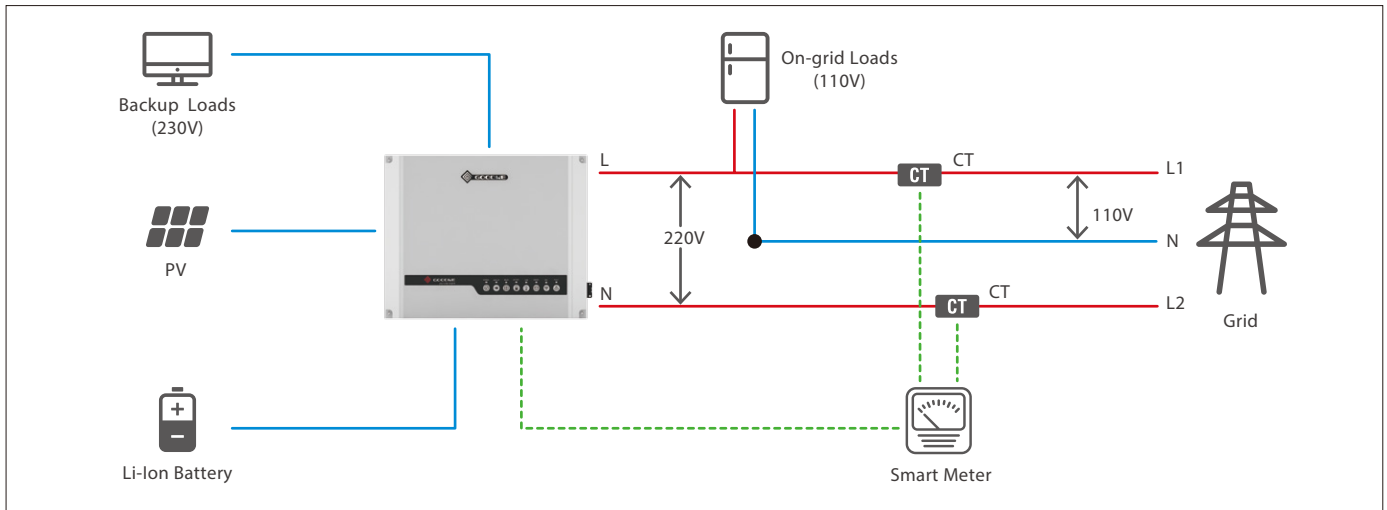 Backup Loads
(230V)
On-grid Loads
(110V)
L
CT
CT
L1
220V
110V
N
PV
N
CT
CT
L2
Grid
Li-Ion Battery
Smart Meter